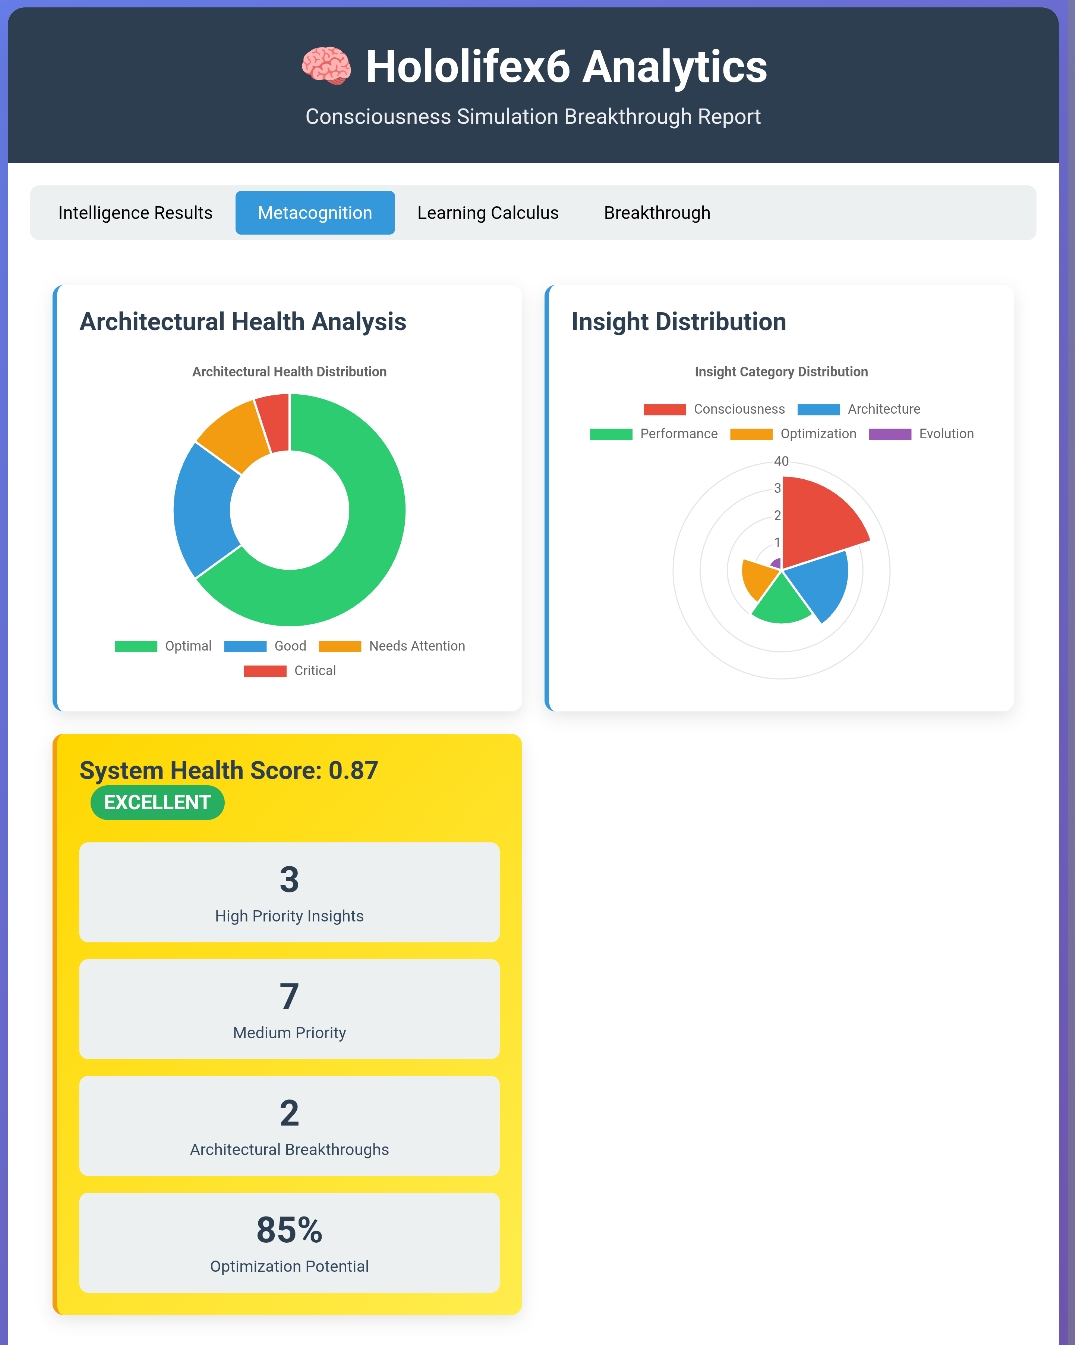 Hololifex6 Analytics
Consciousness Simulation Breakthrough Report
Intelligence Results
Metacognition
Learning Calculus
Breakthrough
Architectural Health Analysis
Architectural Health Distribution
Optimal
Good
Needs Attention
Critical
Insight Distribution
Insight Category Distribution
Consciousness
Architecture
Performance
Optimization
Evolution
40
3
2
1
System Health Score: 0.87
EXCELLENT
3
High Priority Insights
7
Medium Priority
2
Architectural Breakthroughs
85%
Optimization Potential